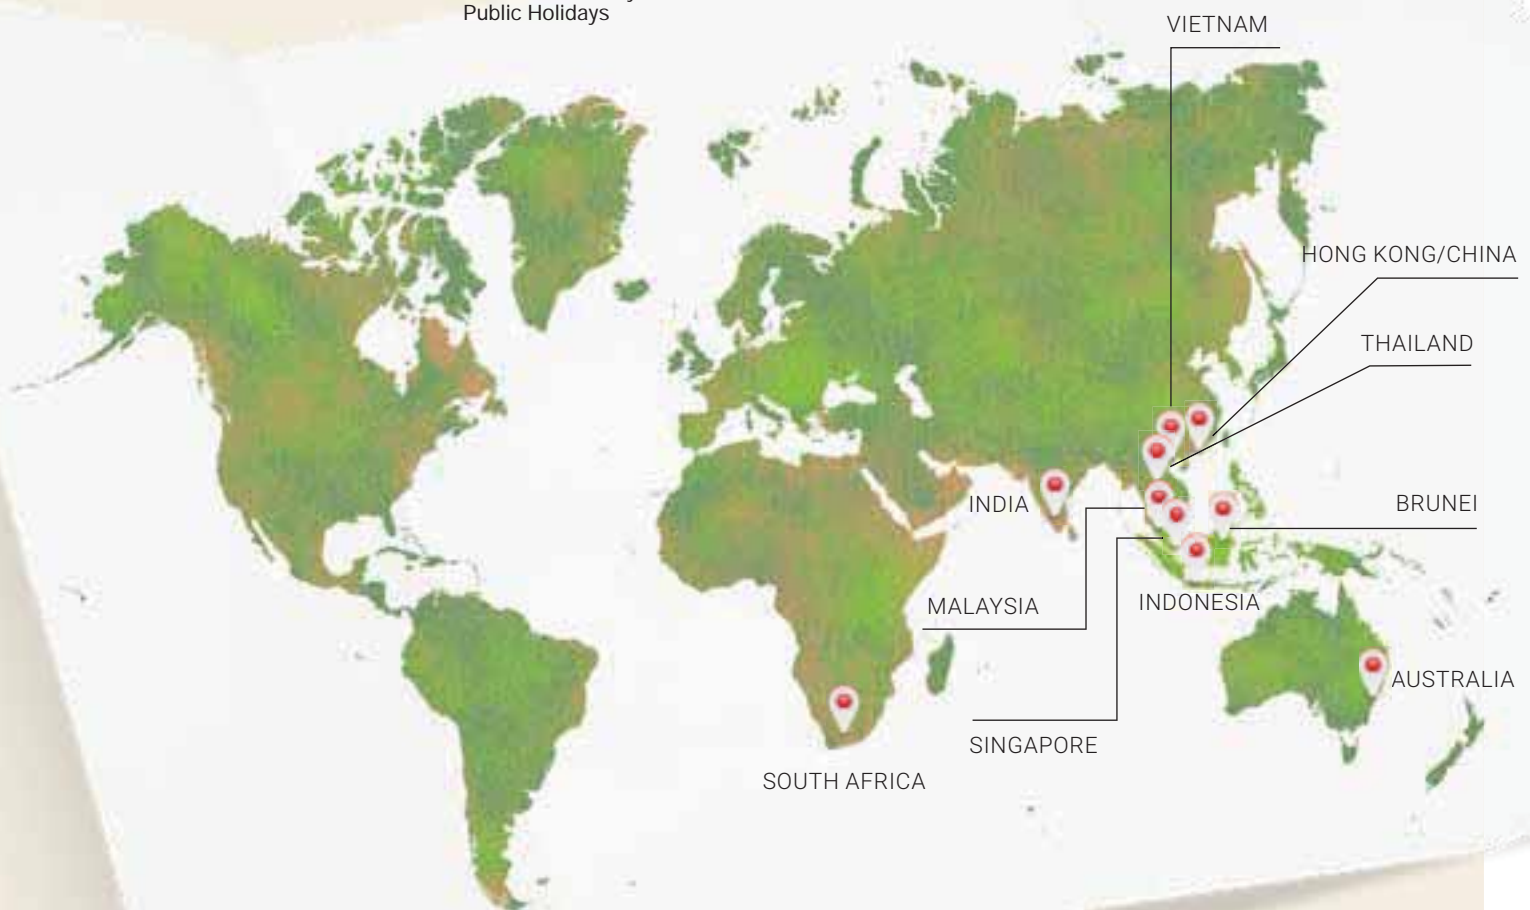 Public Holidays
VIETNAM
HONG KONG/CHINA
THAILAND
INDIA
BRUNEI
MALAYSIA
INDONESIA
AUSTRALIA
SINGAPORE
SOUTH AFRICA